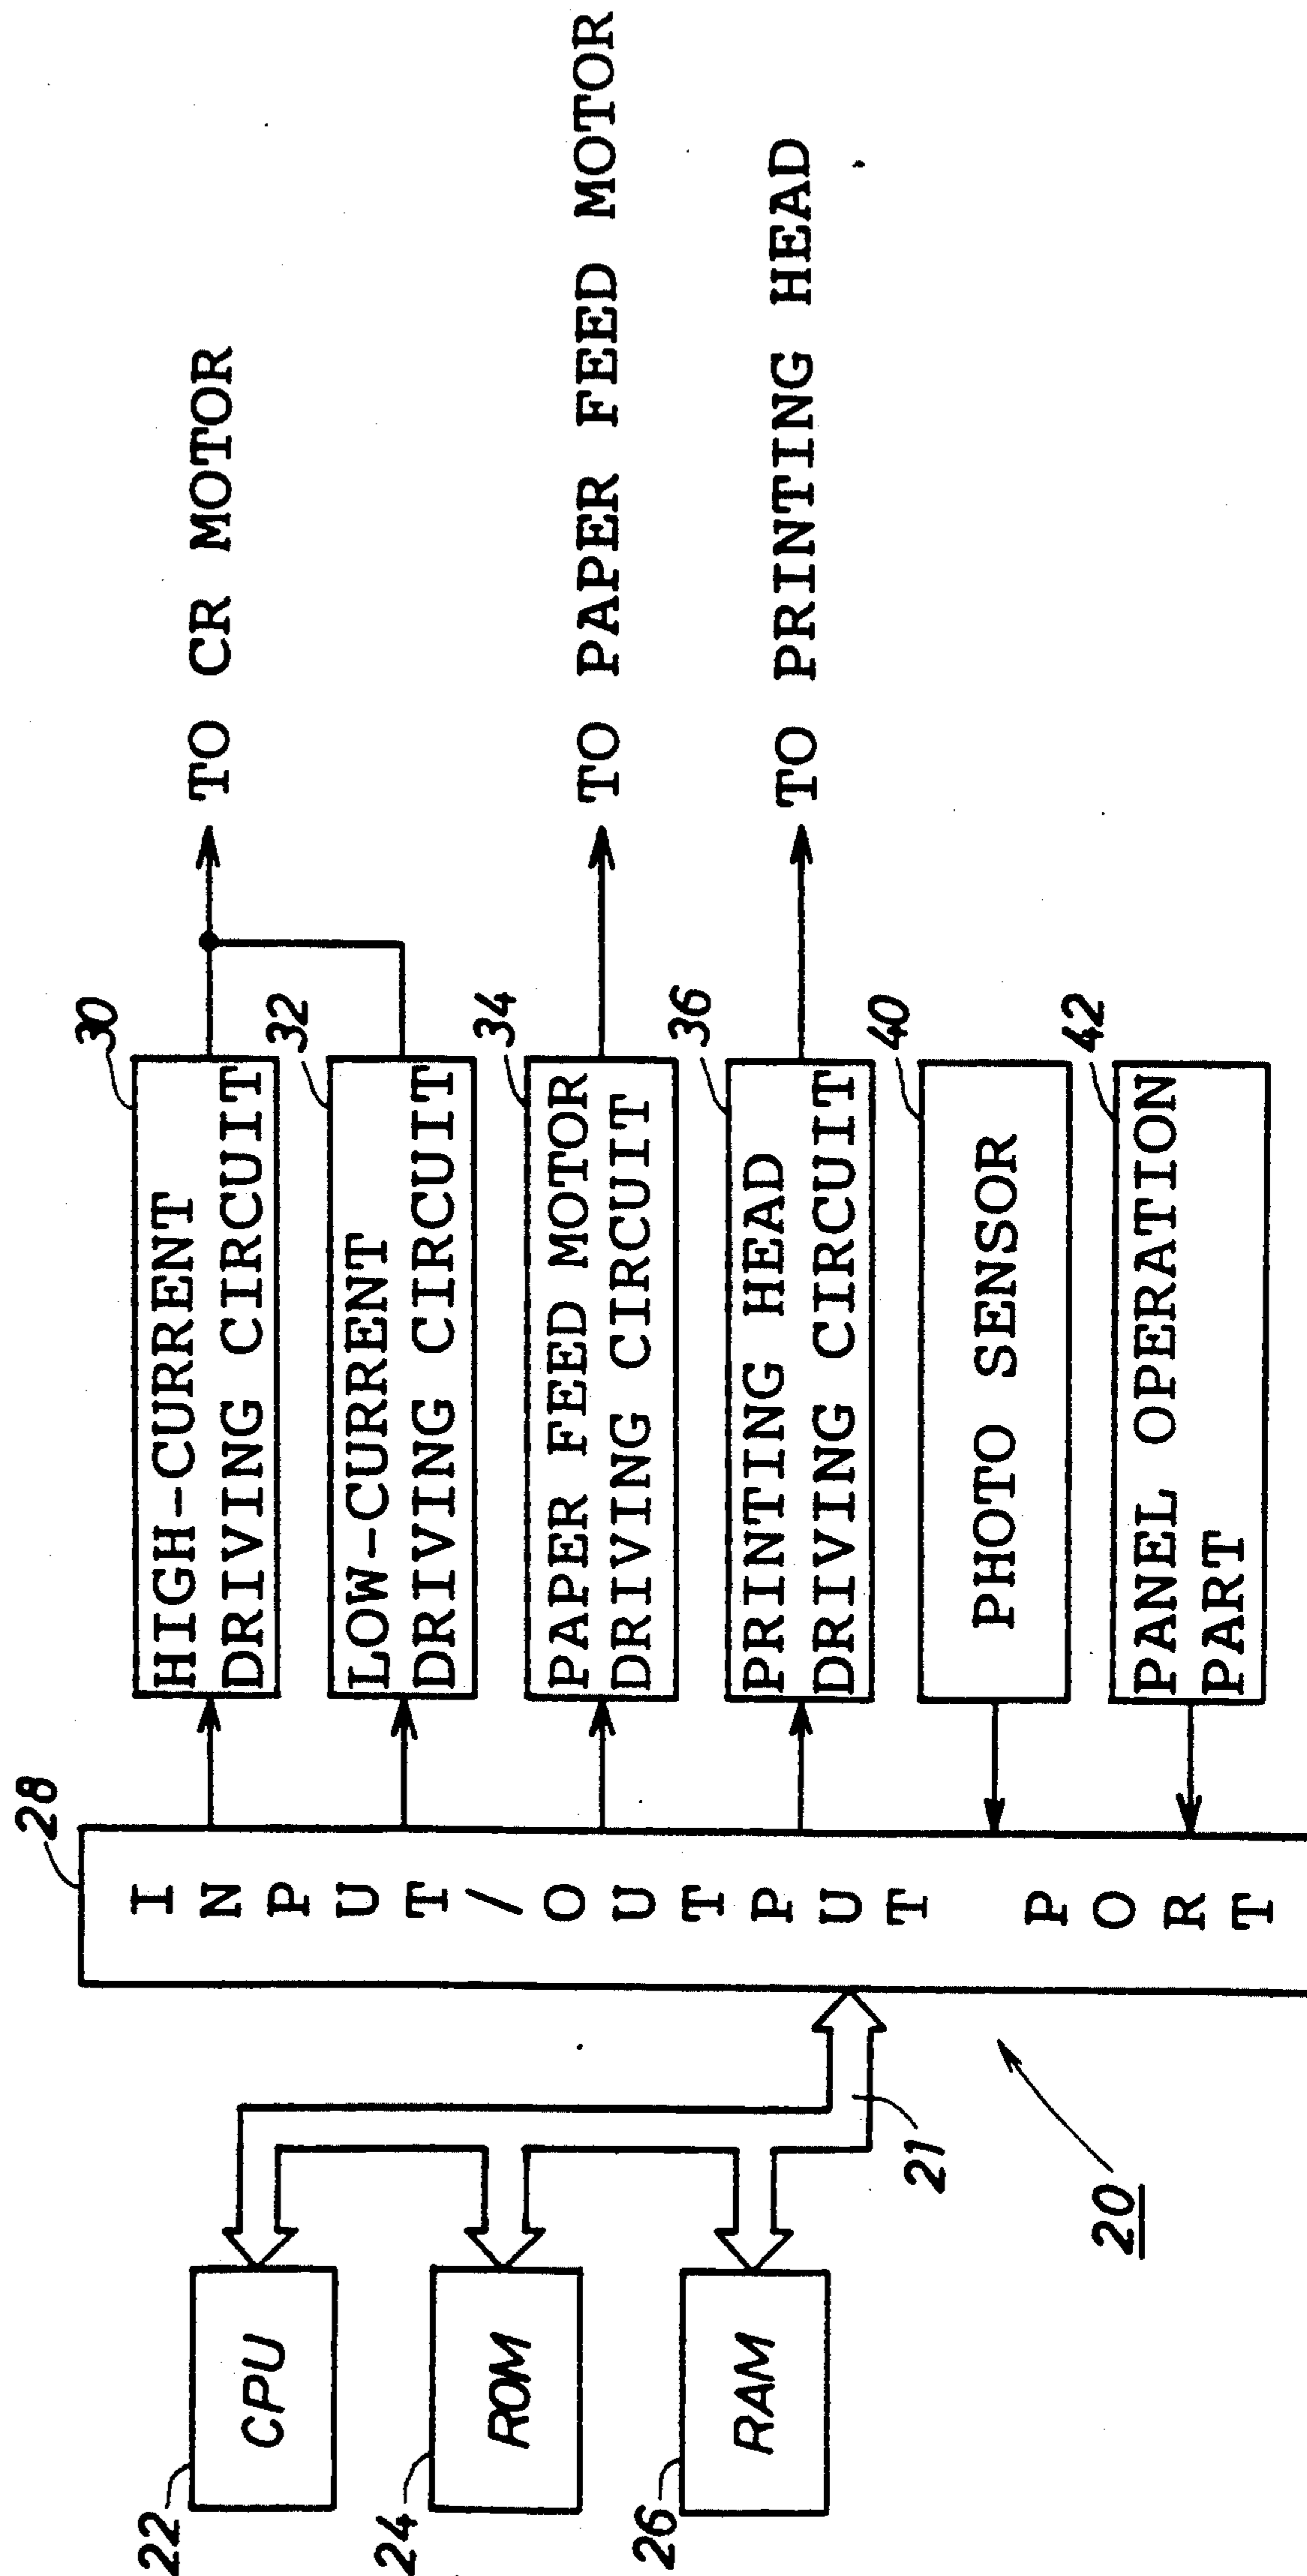 22
CPU
24
ROM
26
RAM
21
20
28
INPUT/OUTPUT PORT
30
HIGH-CURRENT
DRIVING CIRCUIT
TO CR MOTOR
32
LOW-CURRENT
DRIVING CIRCUIT
34
PAPER FEED MOTOR
DRIVING CIRCUIT
TO PAPER FEED MOTOR
36
PRINTING HEAD
DRIVING CIRCUIT
TO PRINTING HEAD
40
PHOTO SENSOR
42
PANEL OPERATION
PART